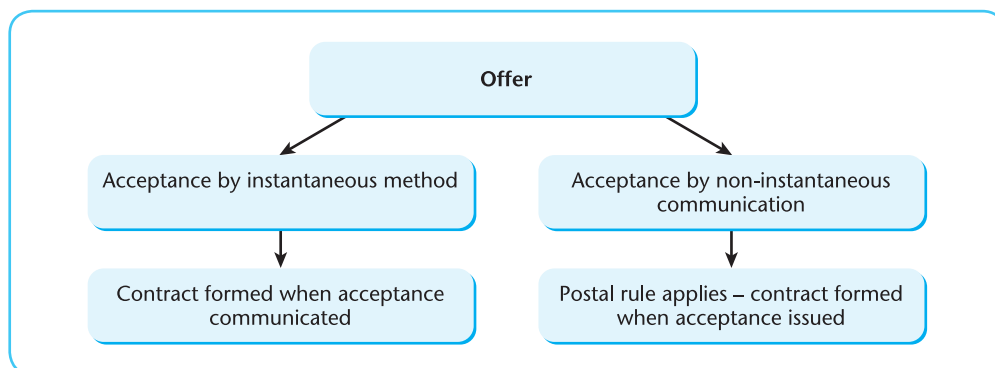 Offer
Acceptance by instantaneous method
Acceptance by non-instantaneous
communication
Contract formed when acceptance
communicated
Postal rule applies – contract formed
when acceptance issued